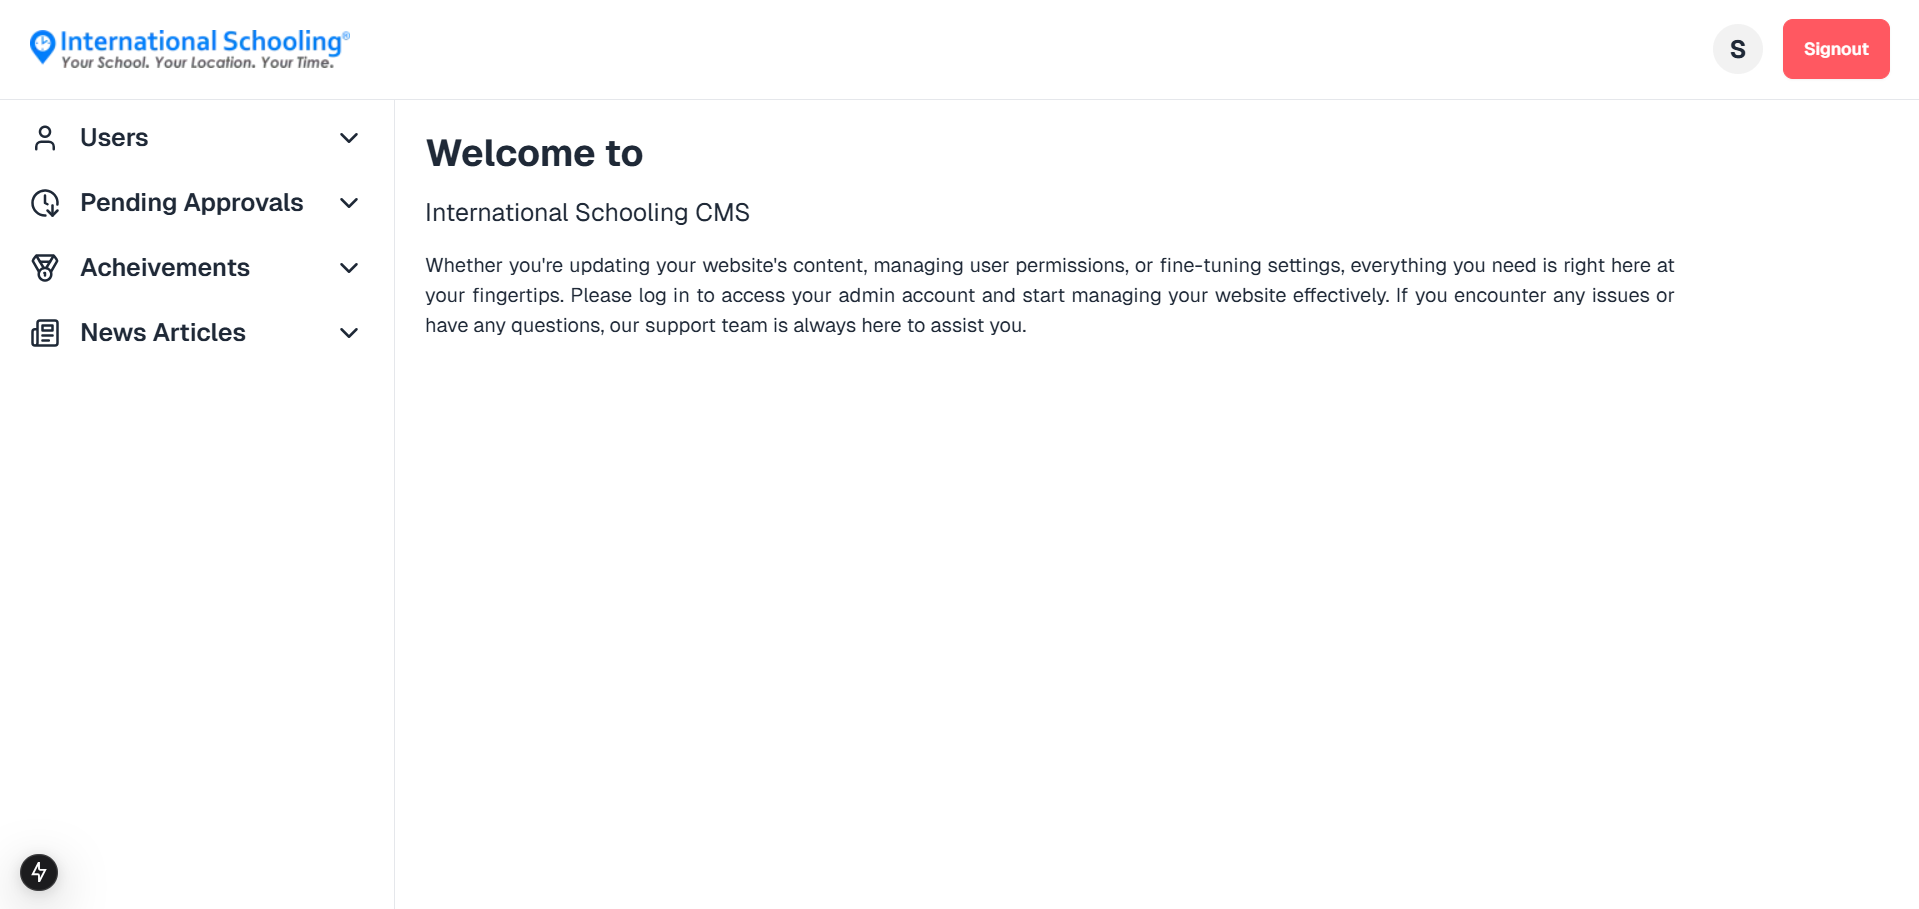 International Schooling®
Your School. Your Location. Your Time.
S
Signout
Users
Pending Approvals
Acheivements
News Articles
Welcome to
International Schooling CMS
Whether you're updating your website's content, managing user permissions, or fine-tuning settings, everything you need is right here at
your fingertips. Please log in to access your admin account and start managing your website effectively. If you encounter any issues or
have any questions, our support team is always here to assist you.